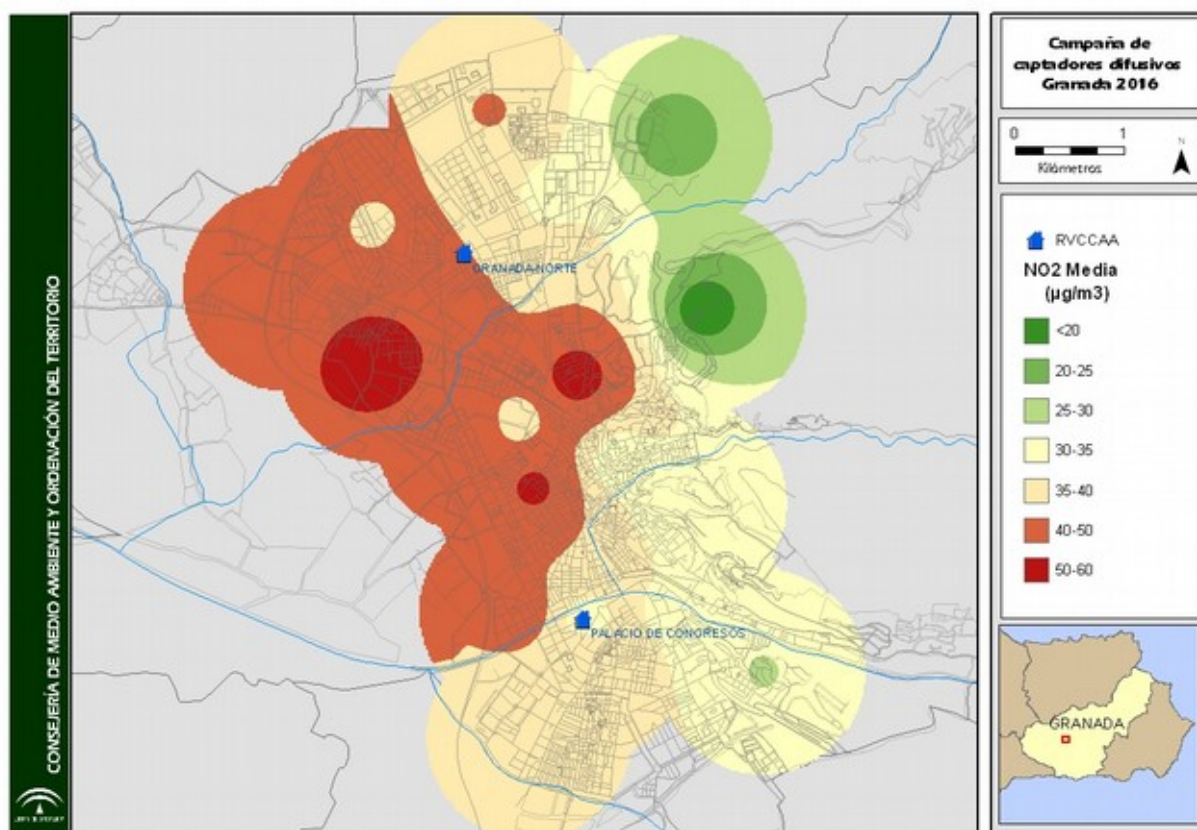 CONSEJERÍA DE MEDIO AMBIENTE Y ORDENACIÓN DEL TERRITORIO
GRANADA NORTE
PALACIO DE CONGRESOS
Campaña de
captadores difusivos
Granada 2016
0 1
Kilómetros
N
RVCCAA
NO2 Media
(µg/m3)
<20
20-25
25-30
30-35
35-40
40-50
50-60
GRANADA